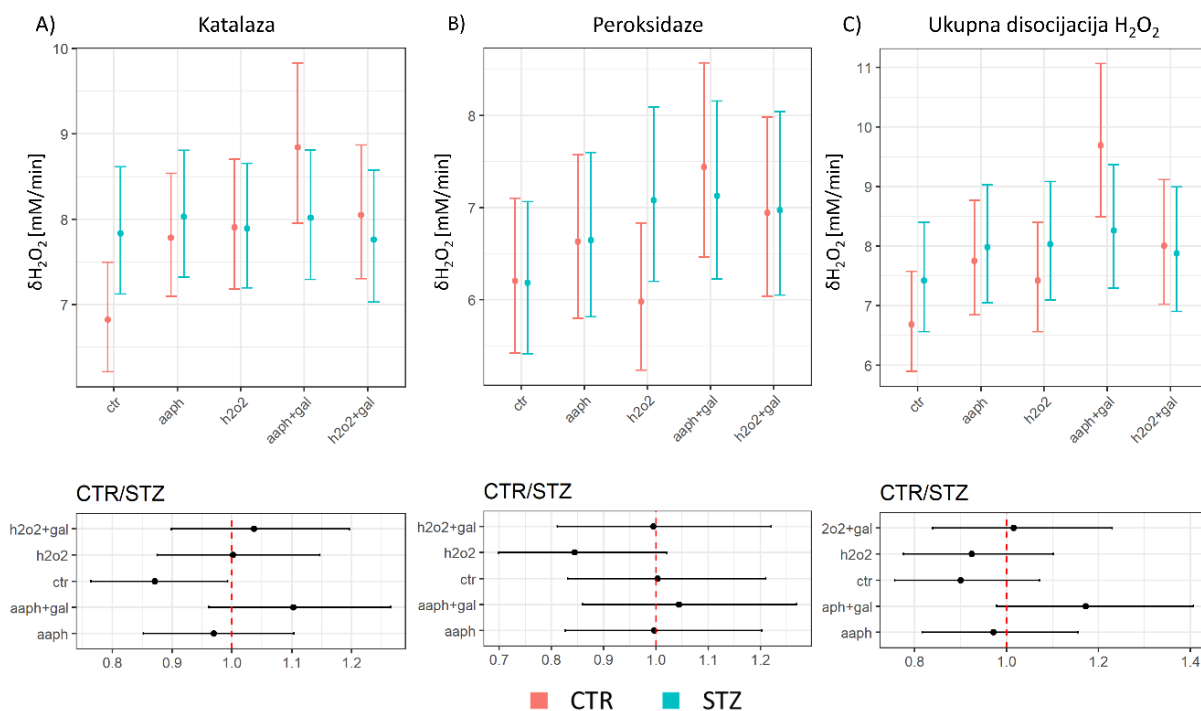 A) Katalaza
B) Peroksidaze
C) Ukupna disocijacija H₂O₂
δH₂O₂ [mM/min]
10
9
8
7
ctr
aaph
h2o2
aaph+gal
h2o2+gal
δH₂O₂ [mM/min]
8
6
ctr
aaph
h2o2
aaph+gal
h2o2+gal
δH₂O₂ [mM/min]
11
10
9
8
7
6
ctr
aaph
h2o2
aaph+gal
h2o2+gal
CTR/STZ
h2o2+gal
h2o2
ctr
aaph+gal
aaph
0.8 0.9 1.0 1.1 1.2
CTR/STZ
h2o2+gal
h2o2
ctr
aaph+gal
aaph
0.7 0.8 0.9 1.0 1.1 1.2
CTR/STZ
2o2+gal
h2o2
ctr
aph+gal
aaph
0.8 1.0 1.2 1.4
CTR STZ